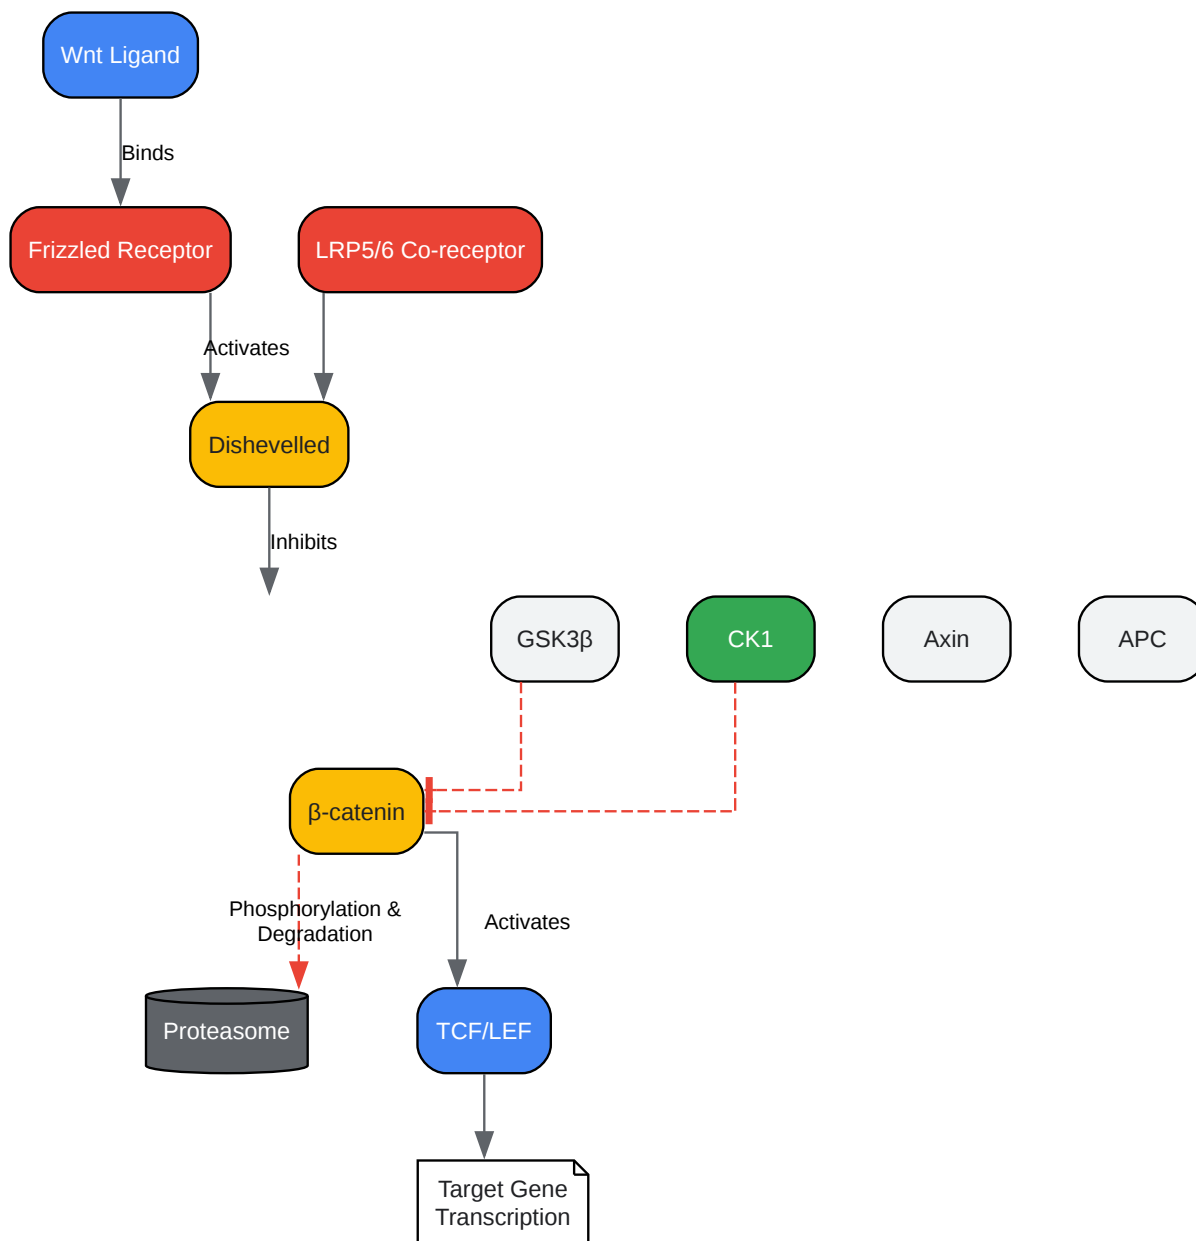 Wnt Ligand
Binds
Frizzled Receptor
LRP5/6 Co-receptor
Activates
Dishevelled
Inhibits
GSK3β
CK1
Axin
APC
β-catenin
Phosphorylation &
Degradation
Activates
Proteasome
TCF/LEF
Target Gene
Transcription